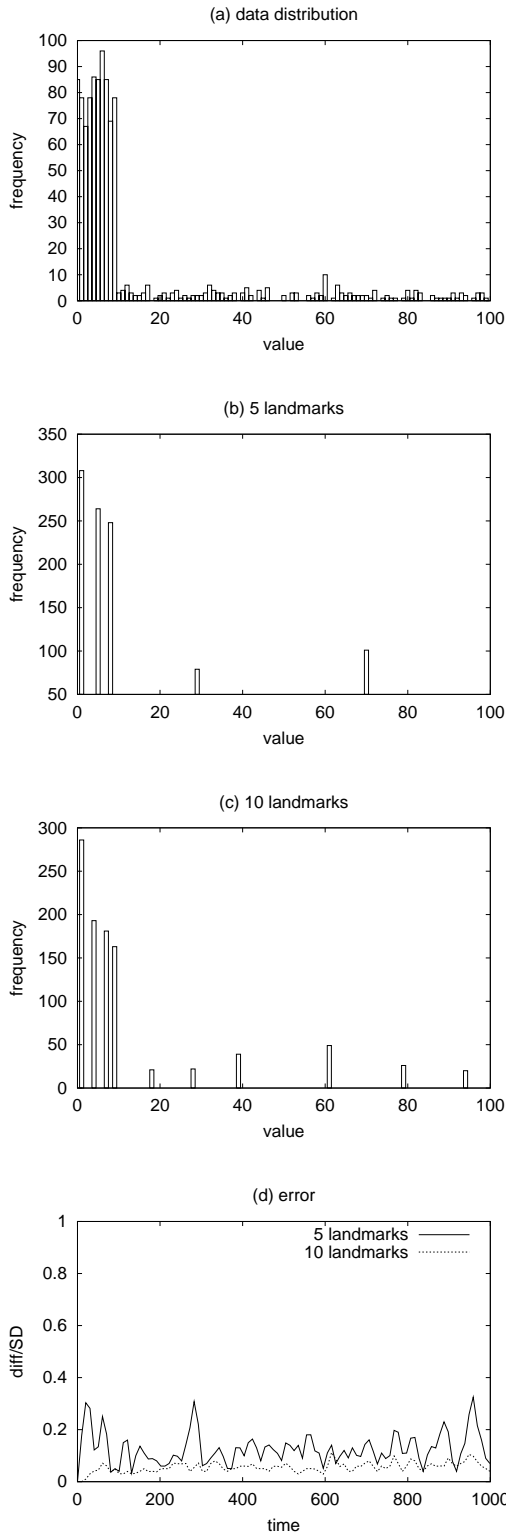 (a) data distribution
100
90
80
70
60
50
40
30
20
10
0
frequency
0 20 40 60 80 100
value
(b) 5 landmarks
350
300
250
200
150
100
50
frequency
0 20 40 60 80 100
value
(c) 10 landmarks
300
250
200
150
100
50
0
frequency
0 20 40 60 80 100
value
(d) error
1
0.8
0.6
0.4
0.2
0
diff/SD
5 landmarks
10 landmarks
0 200 400 600 800 1000
time